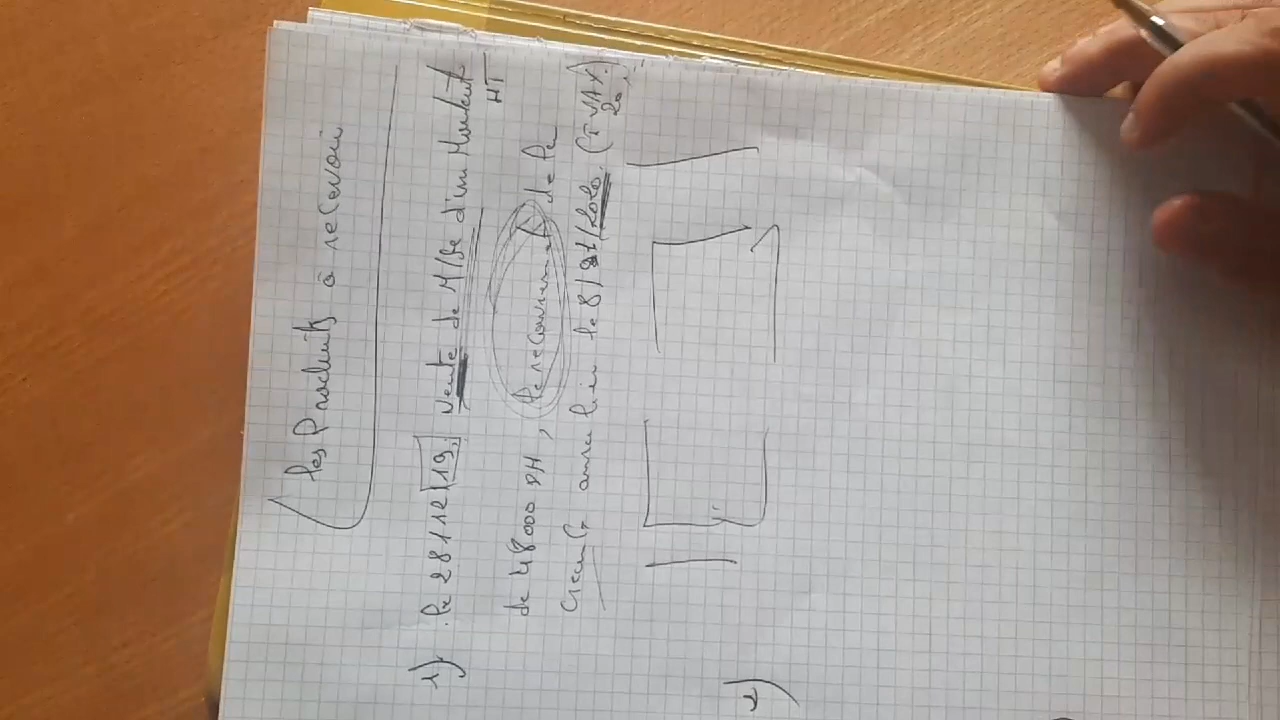 les Produits à recevoir
1) le 28/12/19, vente de M/se d'un Montant HT
de 48000 DH, le recouvrement de la
Créance aura lieu le 8/01/2020 (TVA 20%)
2)